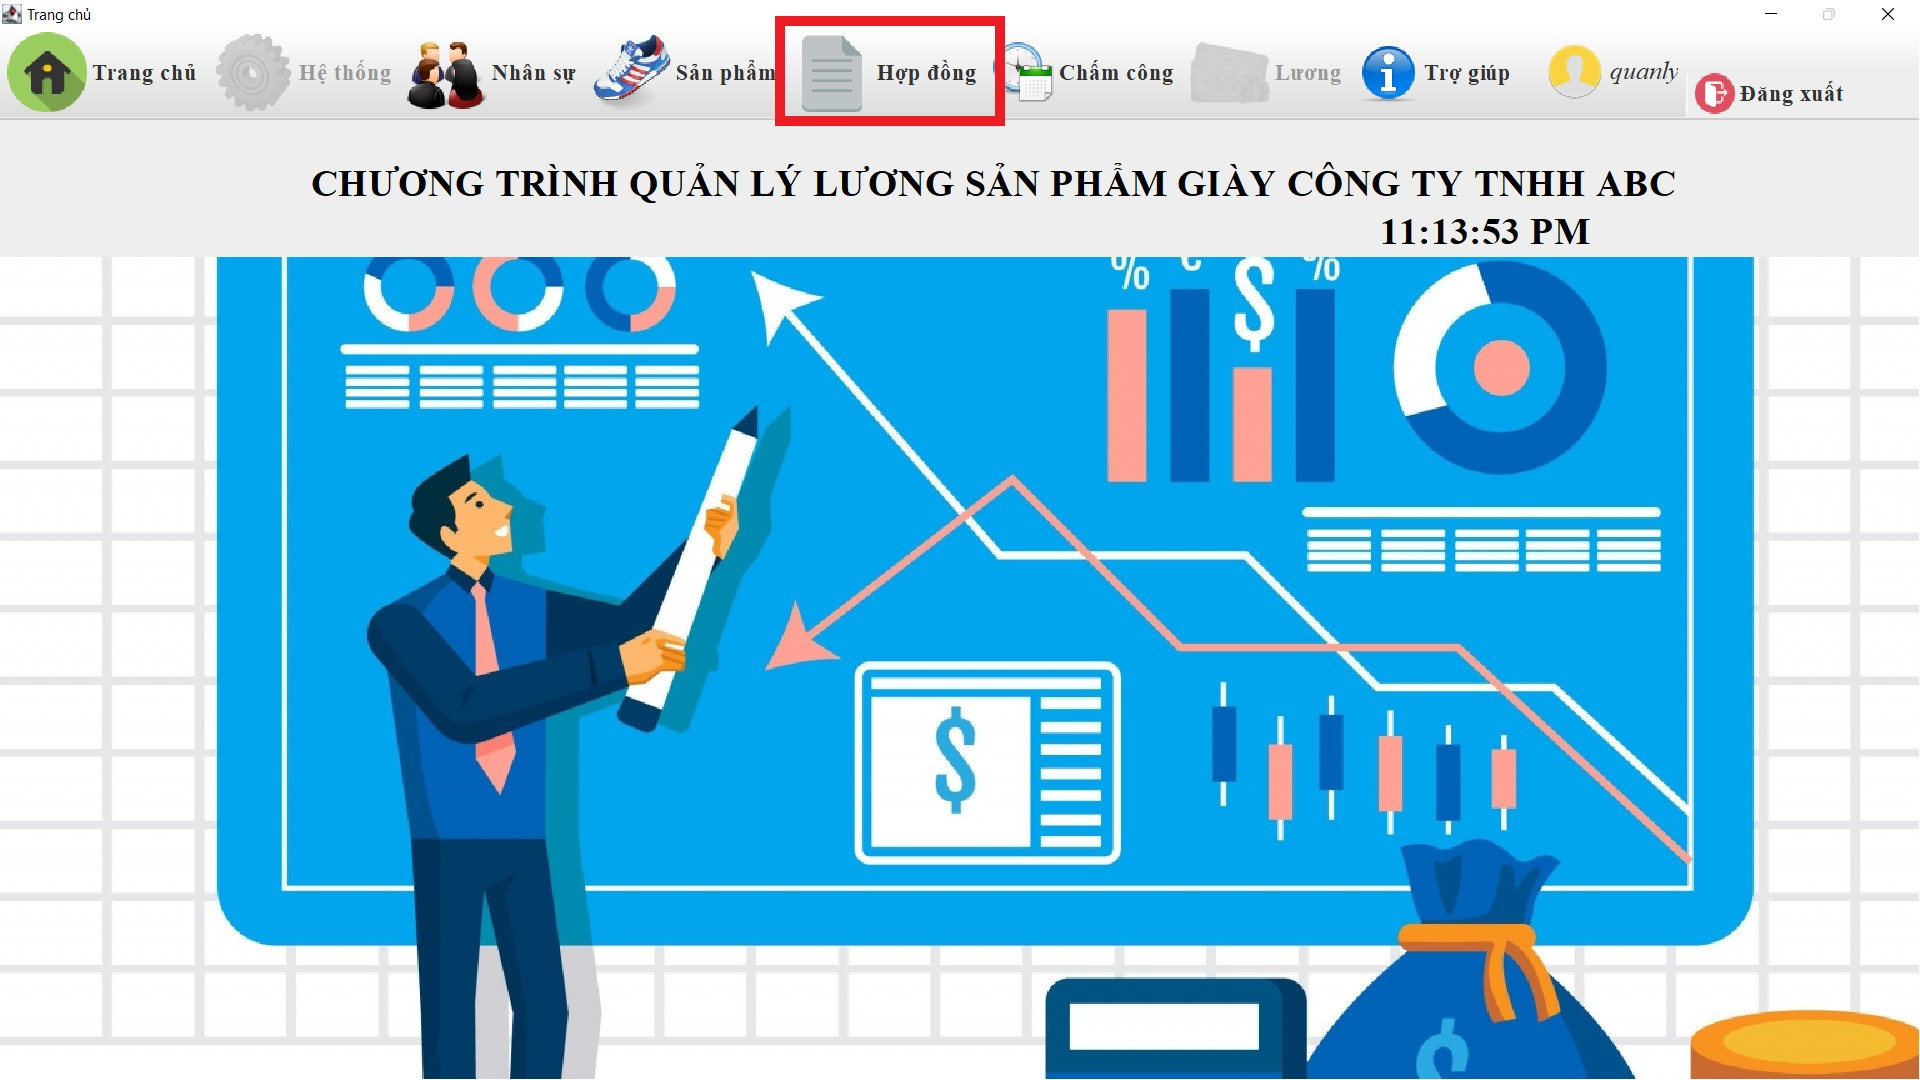 Trang chủ
Trang chủ Hệ thống Nhân sự Sản phẩm Hợp đồng Chấm công Lương Trợ giúp quanly Đăng xuất
CHƯƠNG TRÌNH QUẢN LÝ LƯƠNG SẢN PHẨM GIÀY CÔNG TY TNHH ABC
11:13:53 PM
% € $ %
$
$